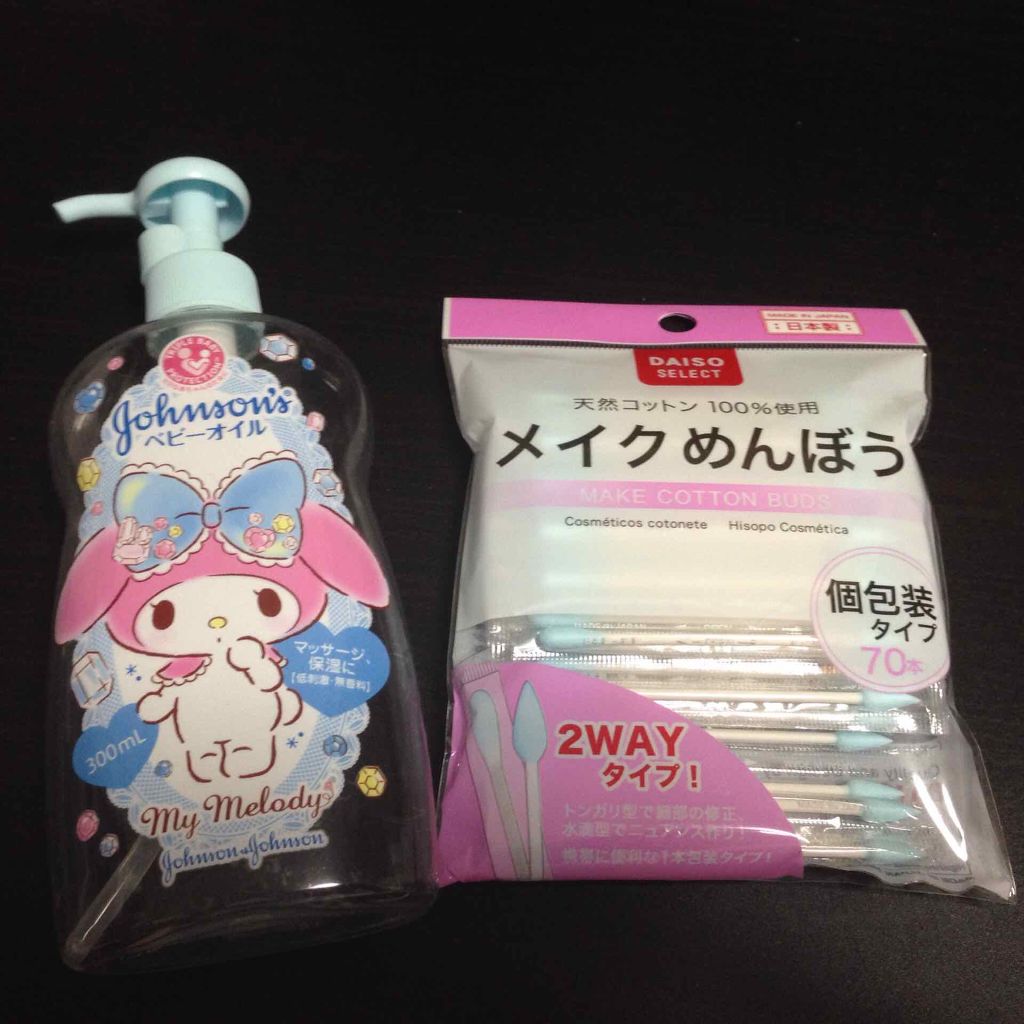 TRIPLE BABY
PROTECTION
Johnson's
ベビーオイル
マッサージ、
保湿に
【低刺激・無香料】
300mL
My Melody
Johnson & Johnson
MADE IN JAPAN
日本製
DAISO
SELECT
天然コットン 100%使用
メイクめんぼう
MAKE COTTON BUDS
Cosméticos cotonete Hisopo Cosmética
個包装
タイプ
70本
2WAY
タイプ!
トンガリ型で細部の修正、
水滴型でニュアンス作り!
携帯に便利な1本包装タイプ!